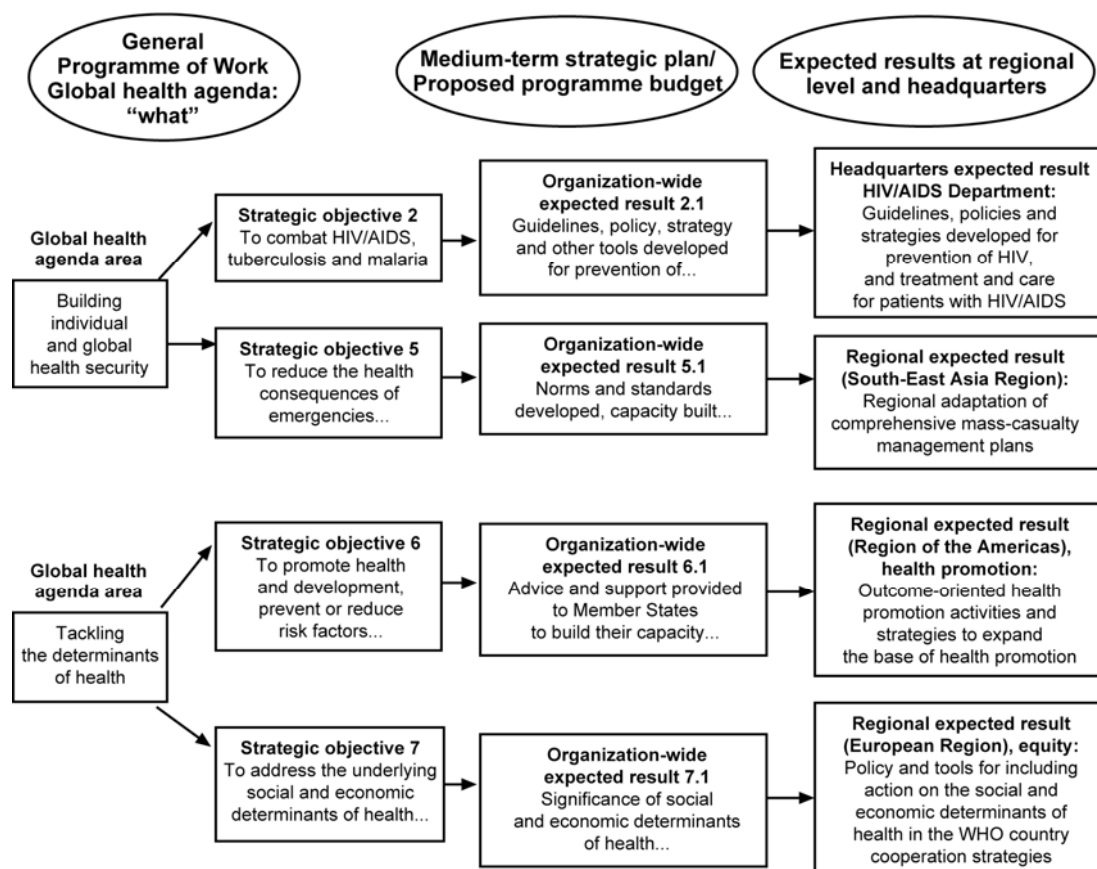 General
Programme of Work
Global health agenda:
“what”
Medium-term strategic plan/
Proposed programme budget
Expected results at regional
level and headquarters
Global health
agenda area
Building
individual
and global
health security
Strategic objective 2
To combat HIV/AIDS,
tuberculosis and malaria
Organization-wide
expected result 2.1
Guidelines, policy, strategy
and other tools developed
for prevention of...
Headquarters expected result
HIV/AIDS Department:
Guidelines, policies and
strategies developed for
prevention of HIV,
and treatment and care
for patients with HIV/AIDS
Strategic objective 5
To reduce the health
consequences of
emergencies...
Organization-wide
expected result 5.1
Norms and standards
developed, capacity built...
Regional expected result
(South-East Asia Region):
Regional adaptation of
comprehensive mass-casualty
management plans
Global health
agenda area
Tackling
the determinants
of health
Strategic objective 6
To promote health
and development,
prevent or reduce
risk factors...
Organization-wide
expected result 6.1
Advice and support provided
to Member States
to build their capacity...
Regional expected result
(Region of the Americas),
health promotion:
Outcome-oriented health
promotion activities and
strategies to expand
the base of health promotion
Strategic objective 7
To address the underlying
social and economic
determinants of health...
Organization-wide
expected result 7.1
Significance of social
and economic determinants
of health...
Regional expected result
(European Region), equity:
Policy and tools for including
action on the social and
economic determinants of
health in the WHO country
cooperation strategies